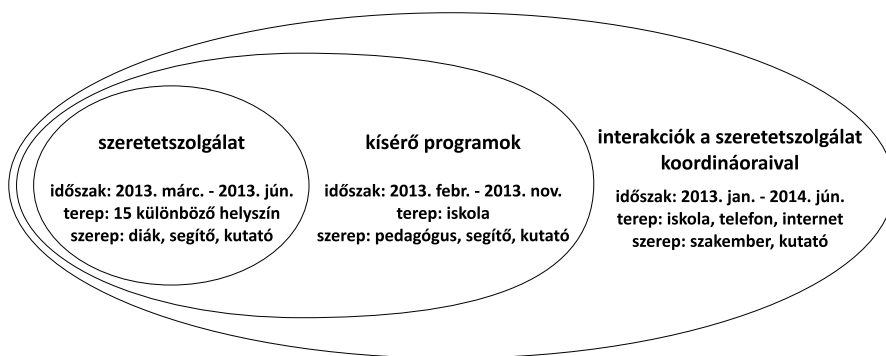 szeretetszolgálat
időszak: 2013. márc. - 2013. jún.
terep: 15 különböző helyszín
szerep: diák, segítő, kutató
kísérő programok
időszak: 2013. febr. - 2013. nov.
terep: iskola
szerep: pedagógus, segítő, kutató
interakciók a szeretetszolgálat
koordináoraival
időszak: 2013. jan. - 2014. jún.
terep: iskola, telefon, internet
szerep: szakember, kutató